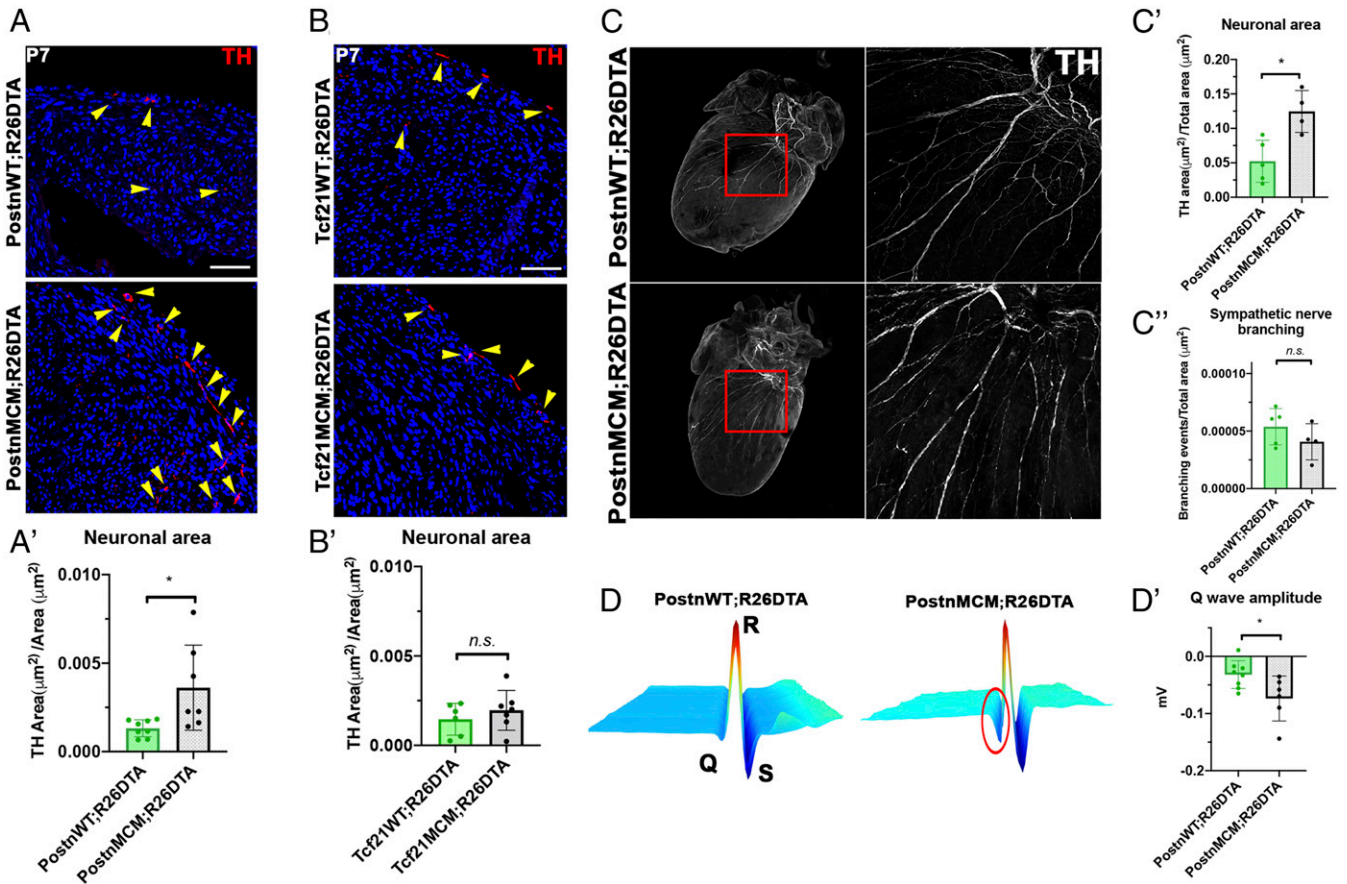 A
P7
TH
PostnWT;R26DTA
PostnMCM;R26DTA
B
P7
TH
Tcf21WT;R26DTA
Tcf21MCM;R26DTA
C
TH
PostnWT;R26DTA
PostnMCM;R26DTA
C'
Neuronal area
TH area(μm²)/Total area (μm²)
0.20
0.15
0.10
0.05
0.00
*
PostnWT;R26DTA
PostnMCM;R26DTA
C''
Sympathetic nerve
branching
Branching events/Total area (μm²)
0.00010
0.00005
0.00000
n.s.
PostnWT;R26DTA
PostnMCM;R26DTA
A'
Neuronal area
TH Area(μm²) /Area(μm²)
0.010
0.005
0.000
*
PostnWT;R26DTA
PostnMCM;R26DTA
B'
Neuronal area
TH Area(μm²) /Area(μm²)
0.010
0.005
0.000
n.s.
Tcf21WT;R26DTA
Tcf21MCM;R26DTA
D
PostnWT;R26DTA
R
Q
S
PostnMCM;R26DTA
D'
Q wave amplitude
mV
0.0
-0.1
-0.2
*
PostnWT;R26DTA
PostnMCM;R26DTA